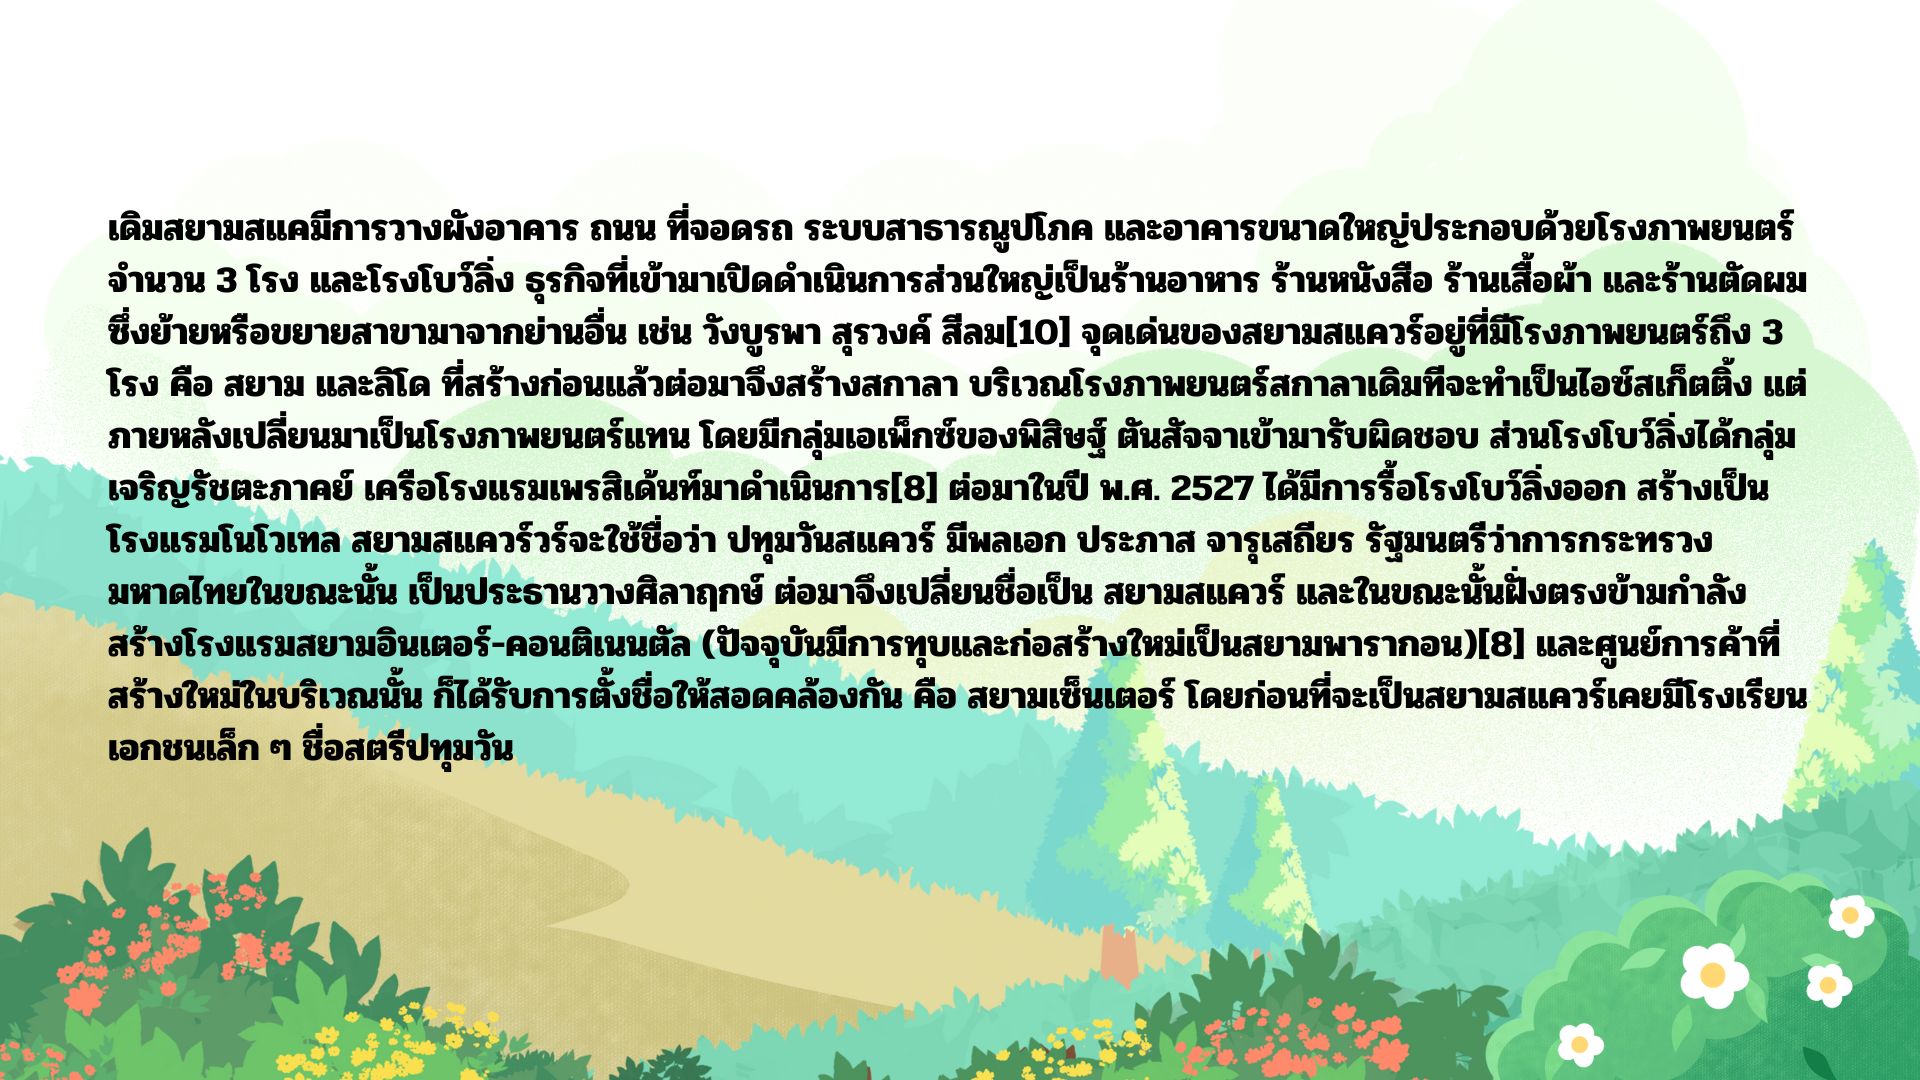 เดิมสยามสแคมีการวางผังอาคาร ถนน ที่จอดรถ ระบบสาธารณูปโภค และอาคารขนาดใหญ่ประกอบด้วยโรงภาพยนตร์
จำนวน 3 โรง และโรงโบว์ลิ่ง ธุรกิจที่เข้ามาเปิดดำเนินการส่วนใหญ่เป็นร้านอาหาร ร้านหนังสือ ร้านเสื้อผ้า และร้านตัดผม
ซึ่งย้ายหรือขยายสาขามาจากย่านอื่น เช่น วังบูรพา สุรวงค์ สีลม[10] จุดเด่นของสยามสแควร์อยู่ที่มีโรงภาพยนตร์ถึง 3
โรง คือ สยาม และลิโด ที่สร้างก่อนแล้วต่อมาจึงสร้างสกาลา บริเวณโรงภาพยนตร์สกาลาเดิมทีจะทำเป็นไอซ์สเก็ตติ้ง แต่
ภายหลังเปลี่ยนมาเป็นโรงภาพยนตร์แทน โดยมีกลุ่มเอเพ็กซ์ของพิสิษฐ์ ตันสัจจาเข้ามารับผิดชอบ ส่วนโรงโบว์ลิ่งได้กลุ่ม
เจริญรัชตะภาคย์ เครือโรงแรมเพรสิเด้นท์มาดำเนินการ[8] ต่อมาในปี พ.ศ. 2527 ได้มีการรื้อโรงโบว์ลิ่งออก สร้างเป็น
โรงแรมโนโวเทล สยามสแควร์วร์จะใช้ชื่อว่า ปทุมวันสแควร์ มีพลเอก ประภาส จารุเสถียร รัฐมนตรีว่าการกระทรวง
มหาดไทยในขณะนั้น เป็นประธานวางศิลาฤกษ์ ต่อมาจึงเปลี่ยนชื่อเป็น สยามสแควร์ และในขณะนั้นฝั่งตรงข้ามกำลัง
สร้างโรงแรมสยามอินเตอร์-คอนติเนนตัล (ปัจจุบันมีการทุบและก่อสร้างใหม่เป็นสยามพารากอน)[8] และศูนย์การค้าที่
สร้างใหม่ในบริเวณนั้น ก็ได้รับการตั้งชื่อให้สอดคล้องกัน คือ สยามเซ็นเตอร์ โดยก่อนที่จะเป็นสยามสแควร์เคยมีโรงเรียน
เอกชนเล็ก ๆ ชื่อสตรีปทุมวัน